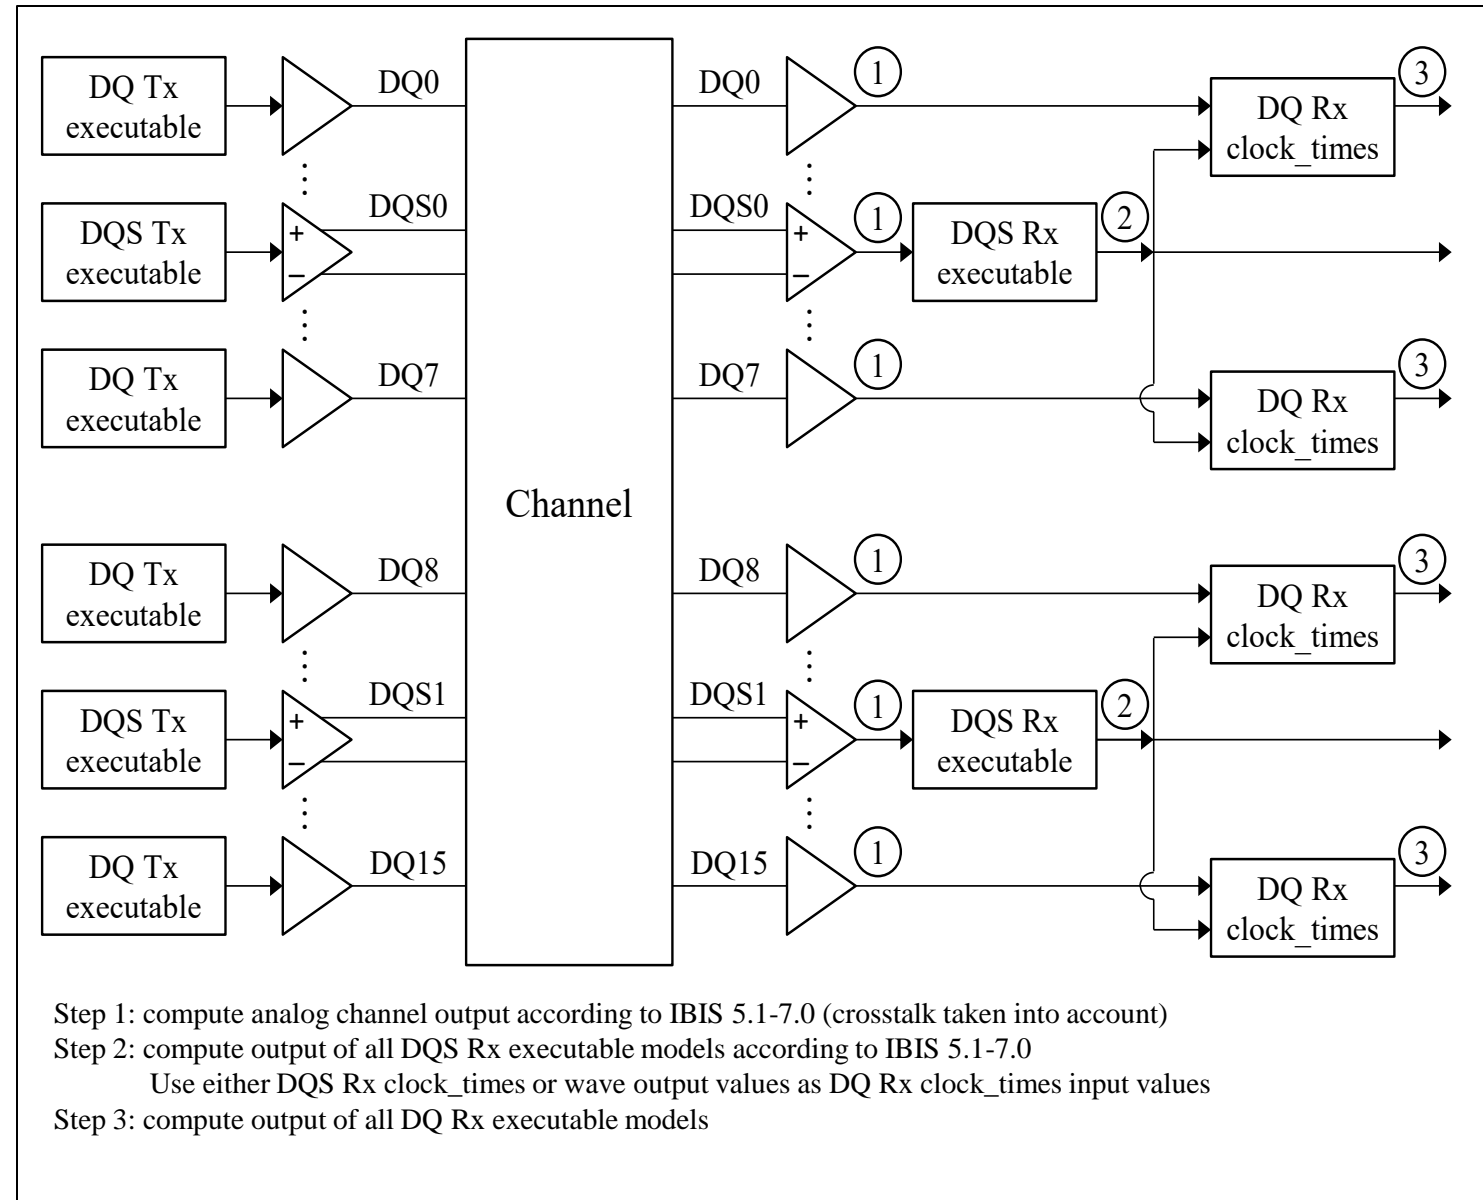 DQ Tx
executable
DQ0
DQ0
1
DQ Rx
clock_times
3
DQS Tx
executable
+
−
DQS0
DQS0
+
−
1
DQS Rx
executable
2
DQ Tx
executable
DQ7
DQ7
1
DQ Rx
clock_times
3
Channel
DQ Tx
executable
DQ8
DQ8
1
DQ Rx
clock_times
3
DQS Tx
executable
+
−
DQS1
DQS1
+
−
1
DQS Rx
executable
2
DQ Tx
executable
DQ15
DQ15
1
DQ Rx
clock_times
3
Step 1: compute analog channel output according to IBIS 5.1-7.0 (crosstalk taken into account)
Step 2: compute output of all DQS Rx executable models according to IBIS 5.1-7.0
Use either DQS Rx clock_times or wave output values as DQ Rx clock_times input values
Step 3: compute output of all DQ Rx executable models